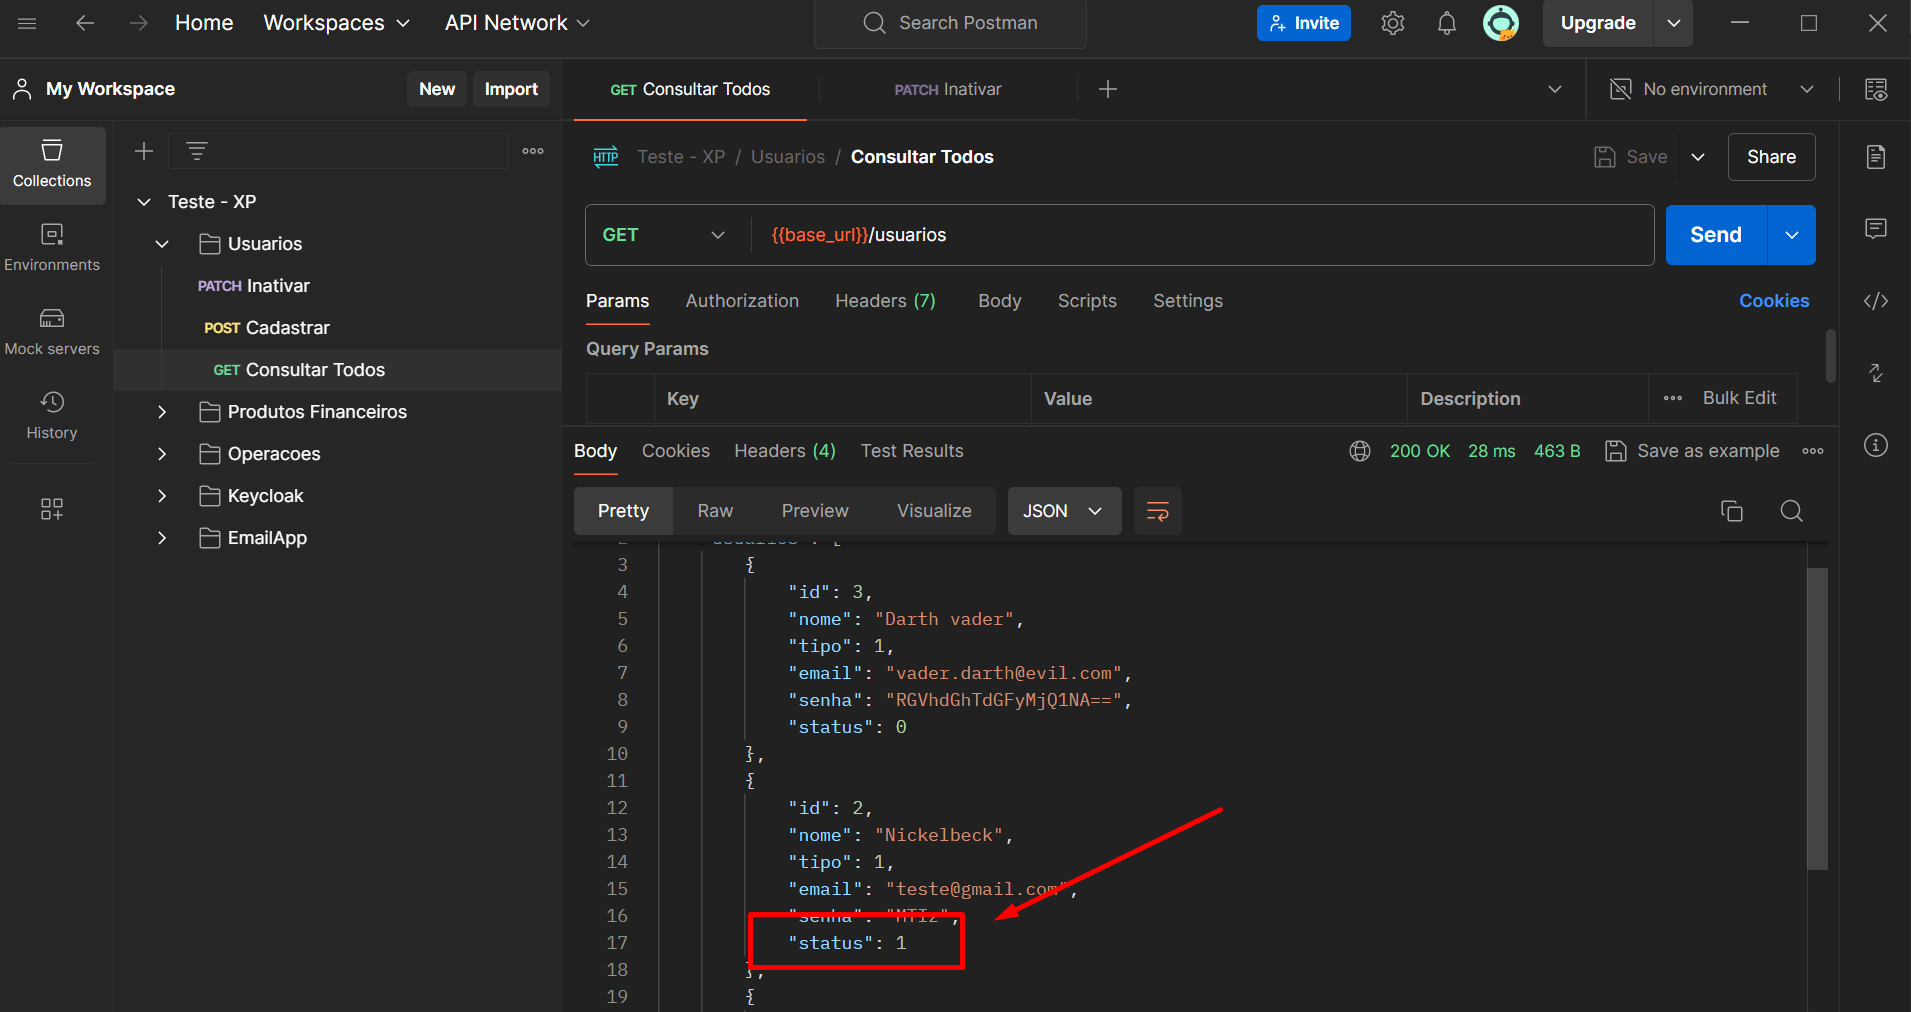 Home
Workspaces
API Network
Search Postman
Invite
Upgrade
My Workspace
New
Import
GET Consultar Todos
PATCH Inativar
No environment
Collections
Environments
Mock servers
History
Teste - XP
Usuarios
PATCH Inativar
POST Cadastrar
GET Consultar Todos
Produtos Financeiros
Operacoes
Keycloak
EmailApp
HTTP
Teste - XP / Usuarios / Consultar Todos
Save
Share
GET
{{base_url}}/usuarios
Send
Params
Authorization
Headers (7)
Body
Scripts
Settings
Cookies
Query Params
Key
Value
Description
Bulk Edit
Body
Cookies
Headers (4)
Test Results
200 OK
28 ms
463 B
Save as example
Pretty
Raw
Preview
Visualize
JSON
2 "usuarios": [
3 {
4 "id": 3,
5 "nome": "Darth vader",
6 "tipo": 1,
7 "email": "vader.darth@evil.com",
8 "senha": "RGVhdGhTdGFyMjQ1NA==",
9 "status": 0
10 },
11 {
12 "id": 2,
13 "nome": "Nickelbeck",
14 "tipo": 1,
15 "email": "teste@gmail.com",
16 "senha": "MTIz",
17 "status": 1
18 },
19 {